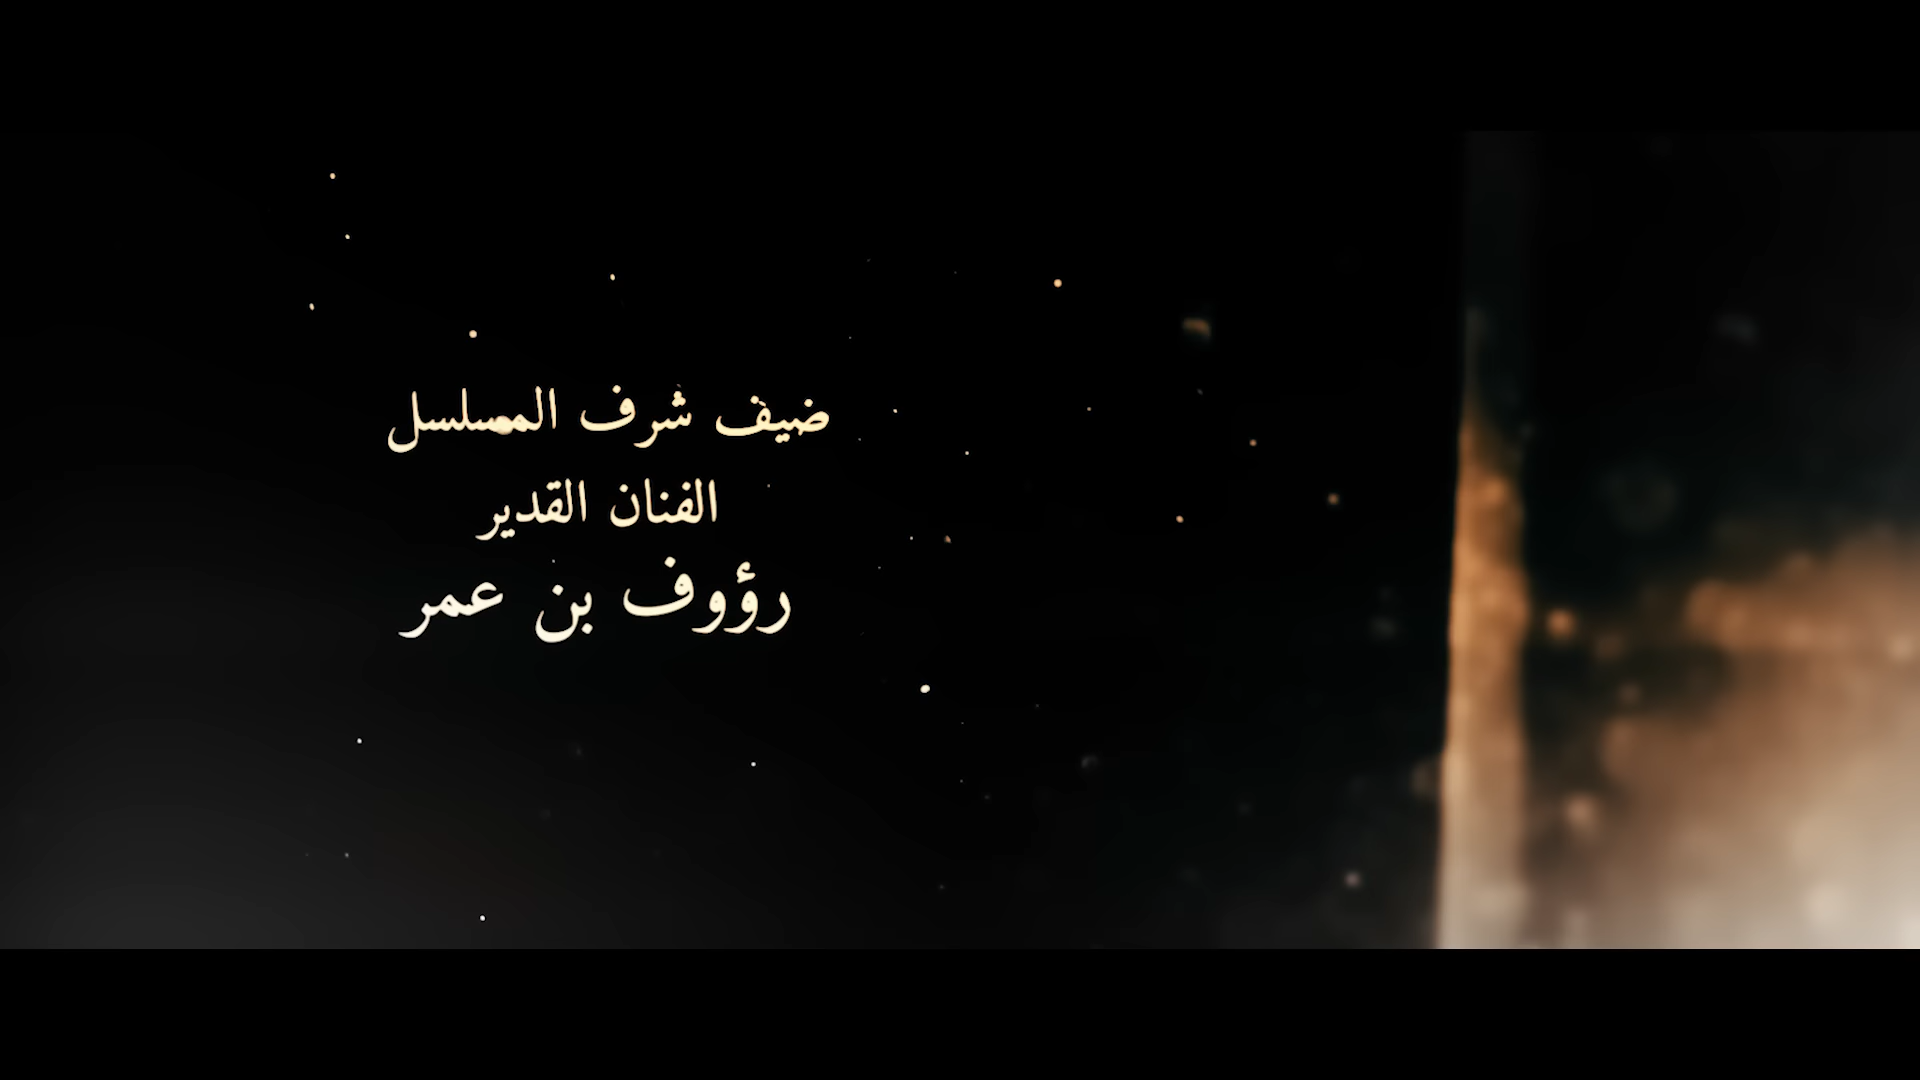 ضيف شرف المسلسل
الفنان القدير
رؤوف بن عمر